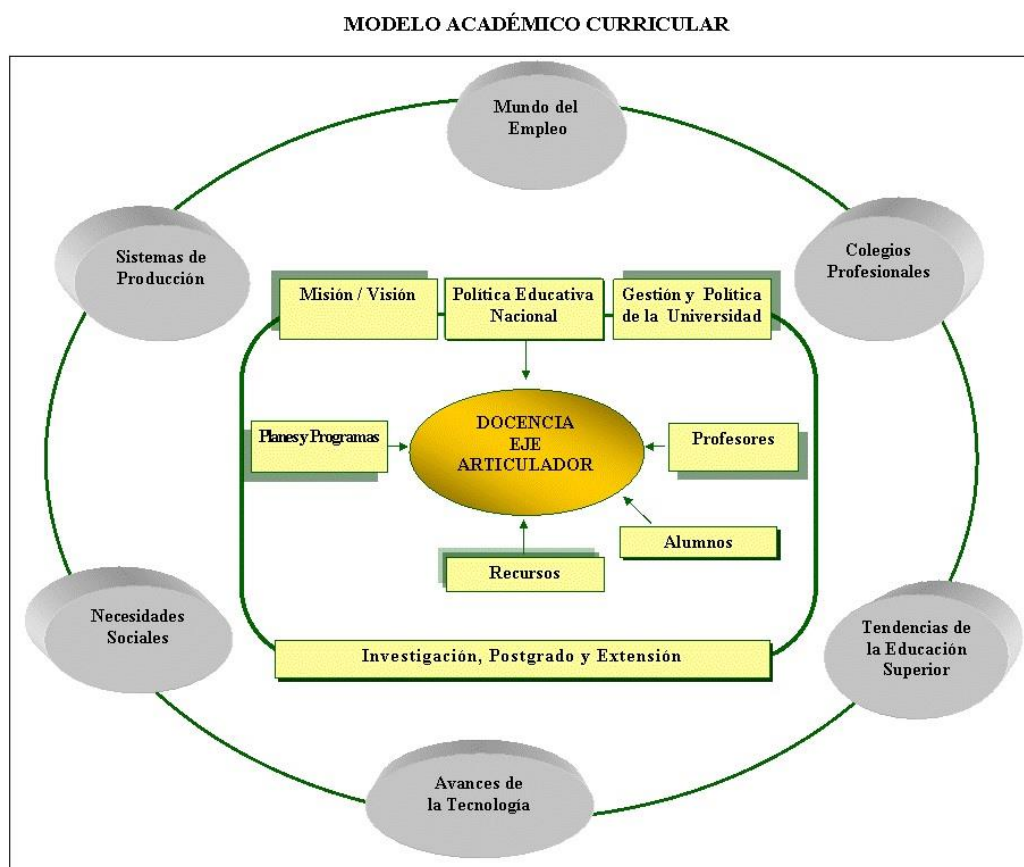 MODELO ACADÉMICO CURRICULAR
Mundo del
Empleo
Sistemas de
Producción
Colegios
Profesionales
Misión / Visión
Política Educativa
Nacional
Gestión y Política
de la Universidad
Planes y Programas
DOCENCIA
EJE
ARTICULADOR
Profesores
Alumnos
Recursos
Necesidades
Sociales
Investigación, Postgrado y Extensión
Tendencias de
la Educación
Superior
Avances de
la Tecnología